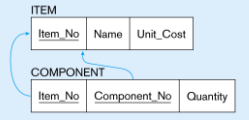 ITEM
Item_No Name Unit_Cost
COMPONENT
Item_No Component_No Quantity